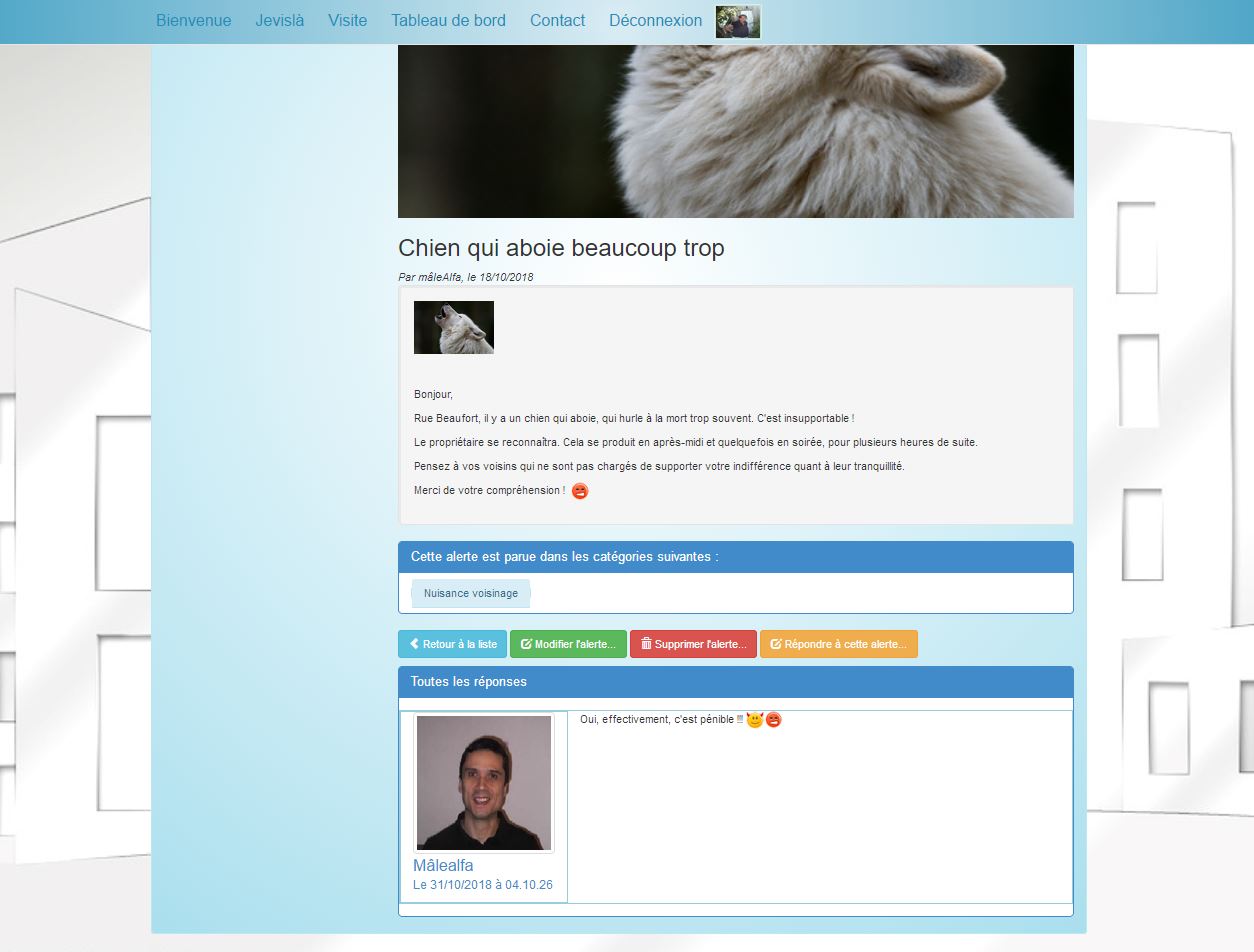 Bienvenue Jevislà Visite Tableau de bord Contact Déconnexion
Chien qui aboie beaucoup trop
Par mâleAlfa, le 18/10/2018
Bonjour,
Rue Beaufort, il y a un chien qui aboie, qui hurle à la mort trop souvent. C'est insupportable !
Le propriétaire se reconnaîtra. Cela se produit en après-midi et quelquefois en soirée, pour plusieurs heures de suite.
Pensez à vos voisins qui ne sont pas chargés de supporter votre indifférence quant à leur tranquillité.
Merci de votre compréhension !
Cette alerte est parue dans les catégories suivantes :
Nuisance voisinage
Retour à la liste Modifier l'alerte... Supprimer l'alerte... Répondre à cette alerte...
Toutes les réponses
Oui, effectivement, c'est pénible !!!
Mâlealfa
Le 31/10/2018 à 04.10.26